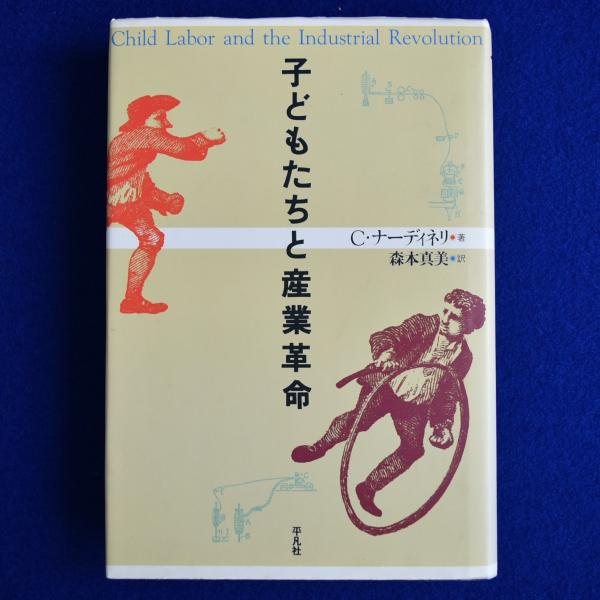 Child Labor and the Industrial Revolution
子どもたちと産業革命
C・ナーディネリ 著
森本真美 訳
平凡社